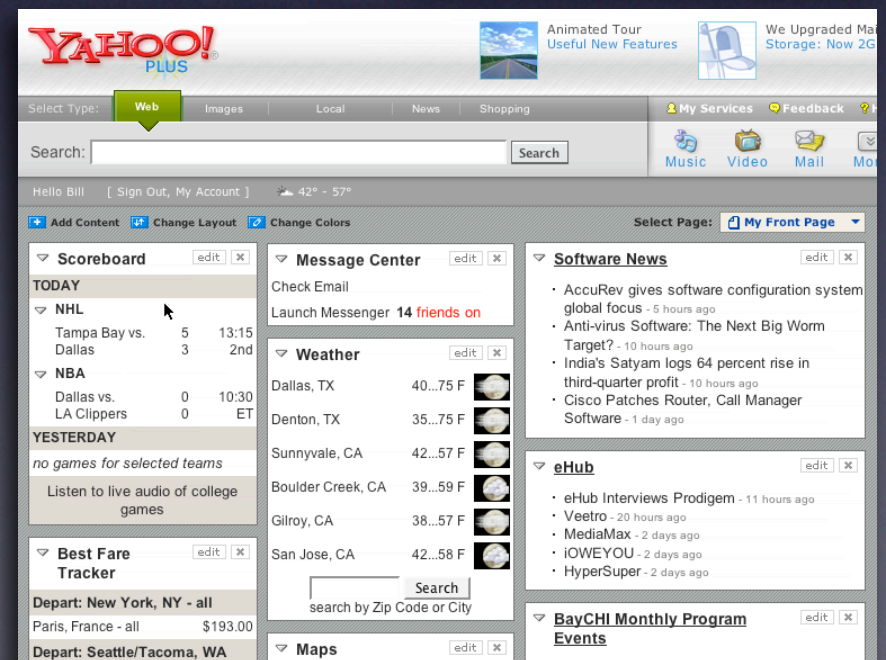 YAHOO!
PLUS
Animated Tour
Useful New Features
We Upgraded Mai
Storage: Now 2G
Select Type: Web Images Local News Shopping
My Services Feedback
Search: Search
Music Video Mail Mor
Hello Bill [ Sign Out, My Account ] 42° - 57°
Add Content Change Layout Change Colors
Select Page: My Front Page
Scoreboard edit
TODAY
NHL
Tampa Bay vs. 5 13:15
Dallas 3 2nd
NBA
Dallas vs. 0 10:30
LA Clippers 0 ET
YESTERDAY
no games for selected teams
Listen to live audio of college
games
Best Fare edit
Tracker
Depart: New York, NY - all
Paris, France - all $193.00
Depart: Seattle/Tacoma, WA
Message Center edit
Check Email
Launch Messenger 14 friends on
Weather edit
Dallas, TX 40...75 F
Denton, TX 35...75 F
Sunnyvale, CA 42...57 F
Boulder Creek, CA 39...59 F
Gilroy, CA 38...57 F
San Jose, CA 42...58 F
Search
search by Zip Code or City
Maps edit
Software News edit
· AccuRev gives software configuration system
global focus - 5 hours ago
· Anti-virus Software: The Next Big Worm
Target? - 10 hours ago
· India's Satyam logs 64 percent rise in
third-quarter profit - 10 hours ago
· Cisco Patches Router, Call Manager
Software - 1 day ago
eHub edit
· eHub Interviews Prodigem - 11 hours ago
· Veetro - 20 hours ago
· MediaMax - 2 days ago
· iOWEYOU - 2 days ago
· HyperSuper - 2 days ago
BayCHI Monthly Program edit
Events